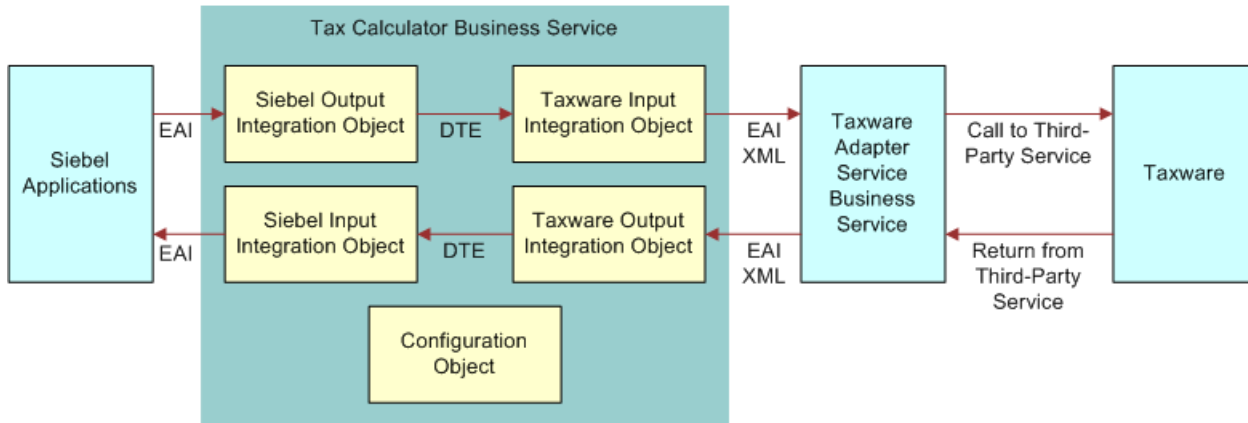 Tax Calculator Business Service
Siebel
Applications
EAI
Siebel Output
Integration Object
DTE
Taxware Input
Integration Object
EAI
XML
Taxware
Adapter
Service
Business
Service
Call to Third-
Party Service
Taxware
EAI
Siebel Input
Integration Object
DTE
Taxware Output
Integration Object
EAI
XML
Return from
Third-Party
Service
Configuration
Object